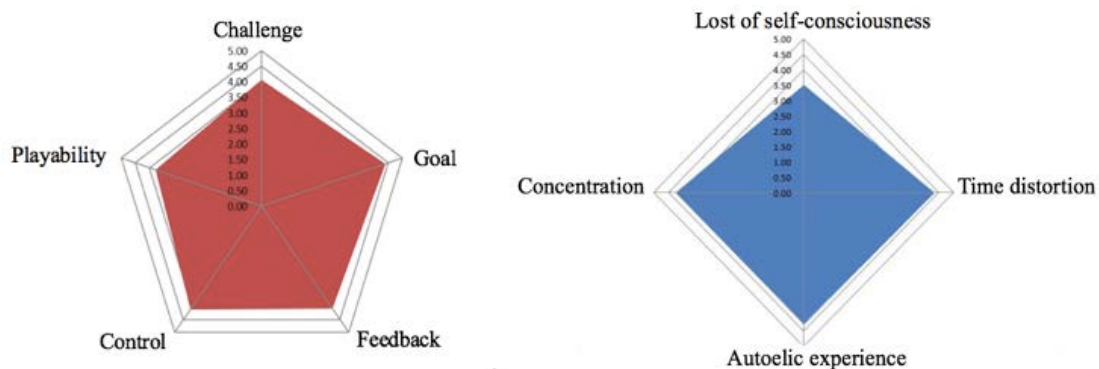 Challenge
5.00
4.50
4.00
3.50
3.00
2.50
2.00
1.50
1.00
0.50
0.00
Playability
Goal
Control
Feedback
Lost of self-consciousness
5.00
4.50
4.00
3.50
3.00
2.50
2.00
1.50
1.00
0.50
0.00
Concentration
Time distortion
Autoelic experience